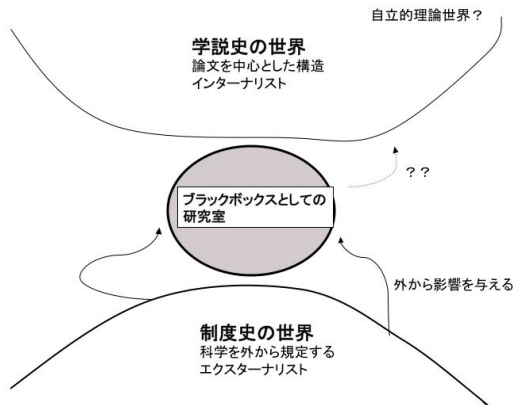 自立的理論世界？
学説史の世界
論文を中心とした構造
インターナリスト
？？
ブラックボックスとしての
研究室
外から影響を与える
制度史の世界
科学を外から規定する
エクスターナリスト